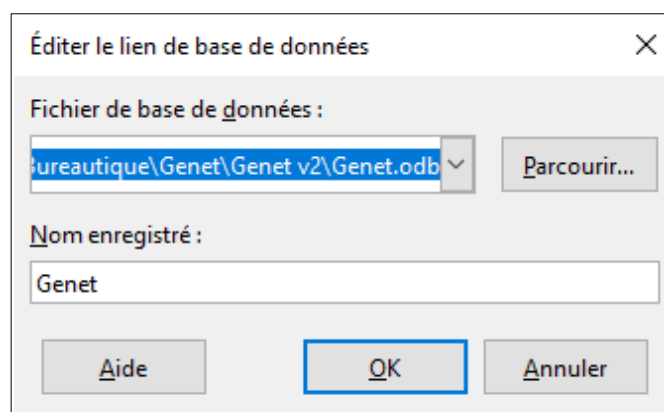 Éditer le lien de base de données
Fichier de base de données :
Bureautique\Genet\Genet v2\Genet.odb
Parcourir...
Nom enregistré :
Genet
Aide
OK
Annuler